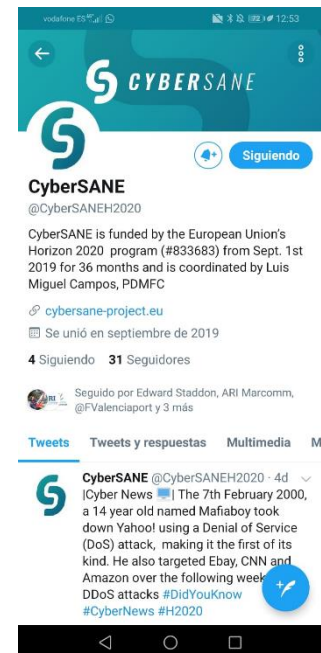 vodafone ES 12:53
CYBERSANE
Siguiendo
CyberSANE
@CyberSANEH2020
CyberSANE is funded by the European Union's
Horizon 2020 program (#833683) from Sept. 1st
2019 for 36 months and is coordinated by Luis
Miguel Campos, PDMFC
cybersane-project.eu
Se unió en septiembre de 2019
4 Siguiendo 31 Seguidores
Seguido por Edward Staddon, ARI Marcomm,
@FValenciaport y 3 más
Tweets Tweets y respuestas Multimedia M
CyberSANE @CyberSANEH2020 · 4d
|Cyber News | The 7th February 2000,
a 14 year old named Mafiaboy took
down Yahoo! using a Denial of Service
(DoS) attack, making it the first of its
kind. He also targeted Ebay, CNN and
Amazon over the following week
DDoS attacks #DidYouKnow
#CyberNews #H2020